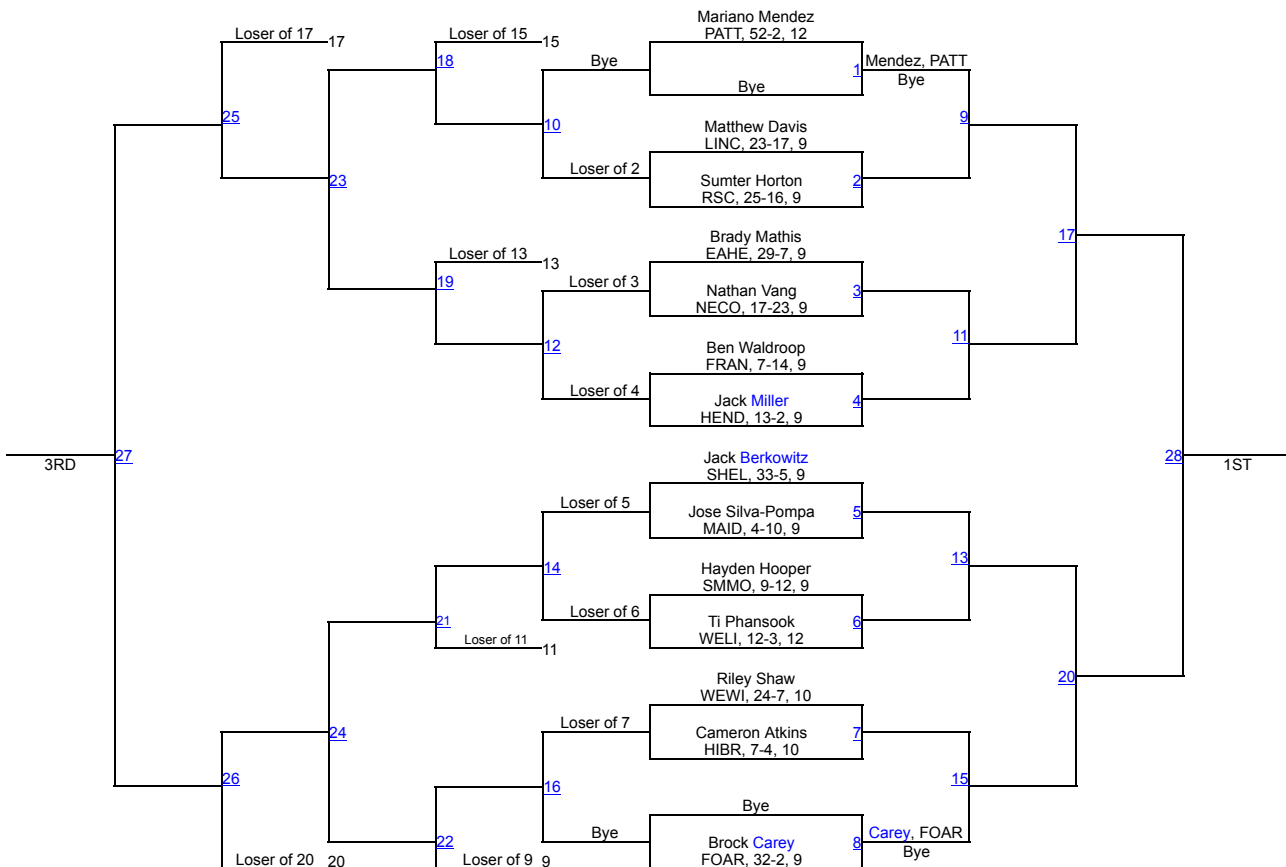 Mariano Mendez
PATT, 52-2, 12
Loser of 17 17
Loser of 15 15
18
Bye
1 Mendez, PATT
Bye
Bye
25
10
9
Matthew Davis
LINC, 23-17, 9
Loser of 2
23
Sumter Horton
RSC, 25-16, 9
2
Brady Mathis
EAHE, 29-7, 9
17
Loser of 13 13
19
Loser of 3
Nathan Vang
NECO, 17-23, 9
3
12
Ben Waldroop
FRAN, 7-14, 9
11
Loser of 4
Jack Miller
HEND, 13-2, 9
4
3RD
27
Jack Berkowitz
SHEL, 33-5, 9
28
1ST
Loser of 5
Jose Silva-Pompa
MAID, 4-10, 9
5
14
Hayden Hooper
SMMO, 9-12, 9
13
21
Loser of 6
Ti Phansook
WELI, 12-3, 12
6
Loser of 11 11
Riley Shaw
WEWI, 24-7, 10
20
24
Loser of 7
Cameron Atkins
HIBR, 7-4, 10
7
26
16
15
Bye
22
Bye
Brock Carey
FOAR, 32-2, 9
8 Carey, FOAR
Bye
Loser of 20 20
Loser of 9 9